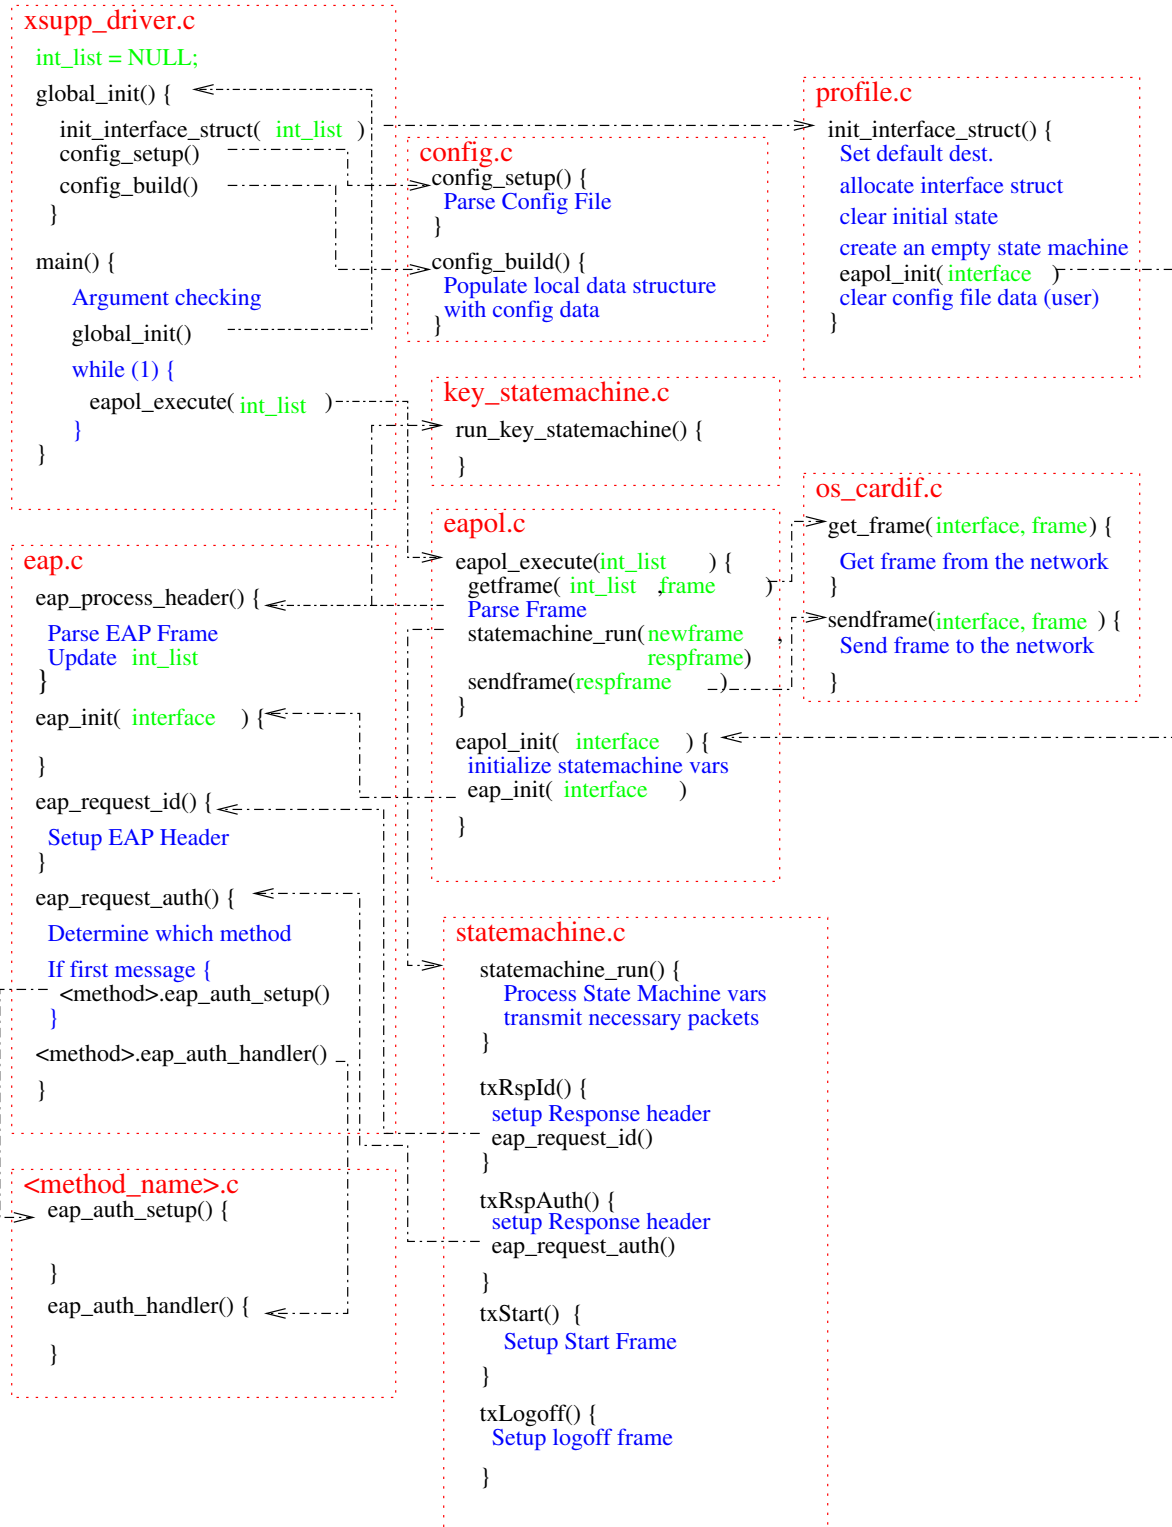 xsupp_driver.c
int_list = NULL;
global_init() {
init_interface_struct( int_list )
config_setup()
config_build()
}
main() {
Argument checking
global_init()
while (1) {
eapol_execute( int_list )
}
}
config.c
config_setup() {
Parse Config File
}
config_build() {
Populate local data structure
with config data
}
profile.c
init_interface_struct() {
Set default dest.
allocate interface struct
clear initial state
create an empty state machine
eapol_init( interface )
clear config file data (user)
}
key_statemachine.c
run_key_statemachine() {
}
os_cardif.c
get_frame(interface, frame) {
Get frame from the network
}
sendframe(interface, frame ) {
Send frame to the network
}
eapol.c
eapol_execute(int_list ) {
getframe( int_list ,frame )
Parse Frame
statemachine_run(newframe ,
respframe)
sendframe(respframe )
}
eapol_init( interface ) {
initialize statemachine vars
eap_init( interface )
}
eap.c
eap_process_header() {
Parse EAP Frame
Update int_list
}
eap_init( interface ) {
}
eap_request_id() {
Setup EAP Header
}
eap_request_auth() {
Determine which method
If first message {
<method>.eap_auth_setup()
}
<method>.eap_auth_handler()
}
statemachine.c
statemachine_run() {
Process State Machine vars
transmit necessary packets
}
txRspId() {
setup Response header
eap_request_id()
}
txRspAuth() {
setup Response header
eap_request_auth()
}
txStart() {
Setup Start Frame
}
txLogoff() {
Setup logoff frame
}
<method_name>.c
eap_auth_setup() {
}
eap_auth_handler() {
}